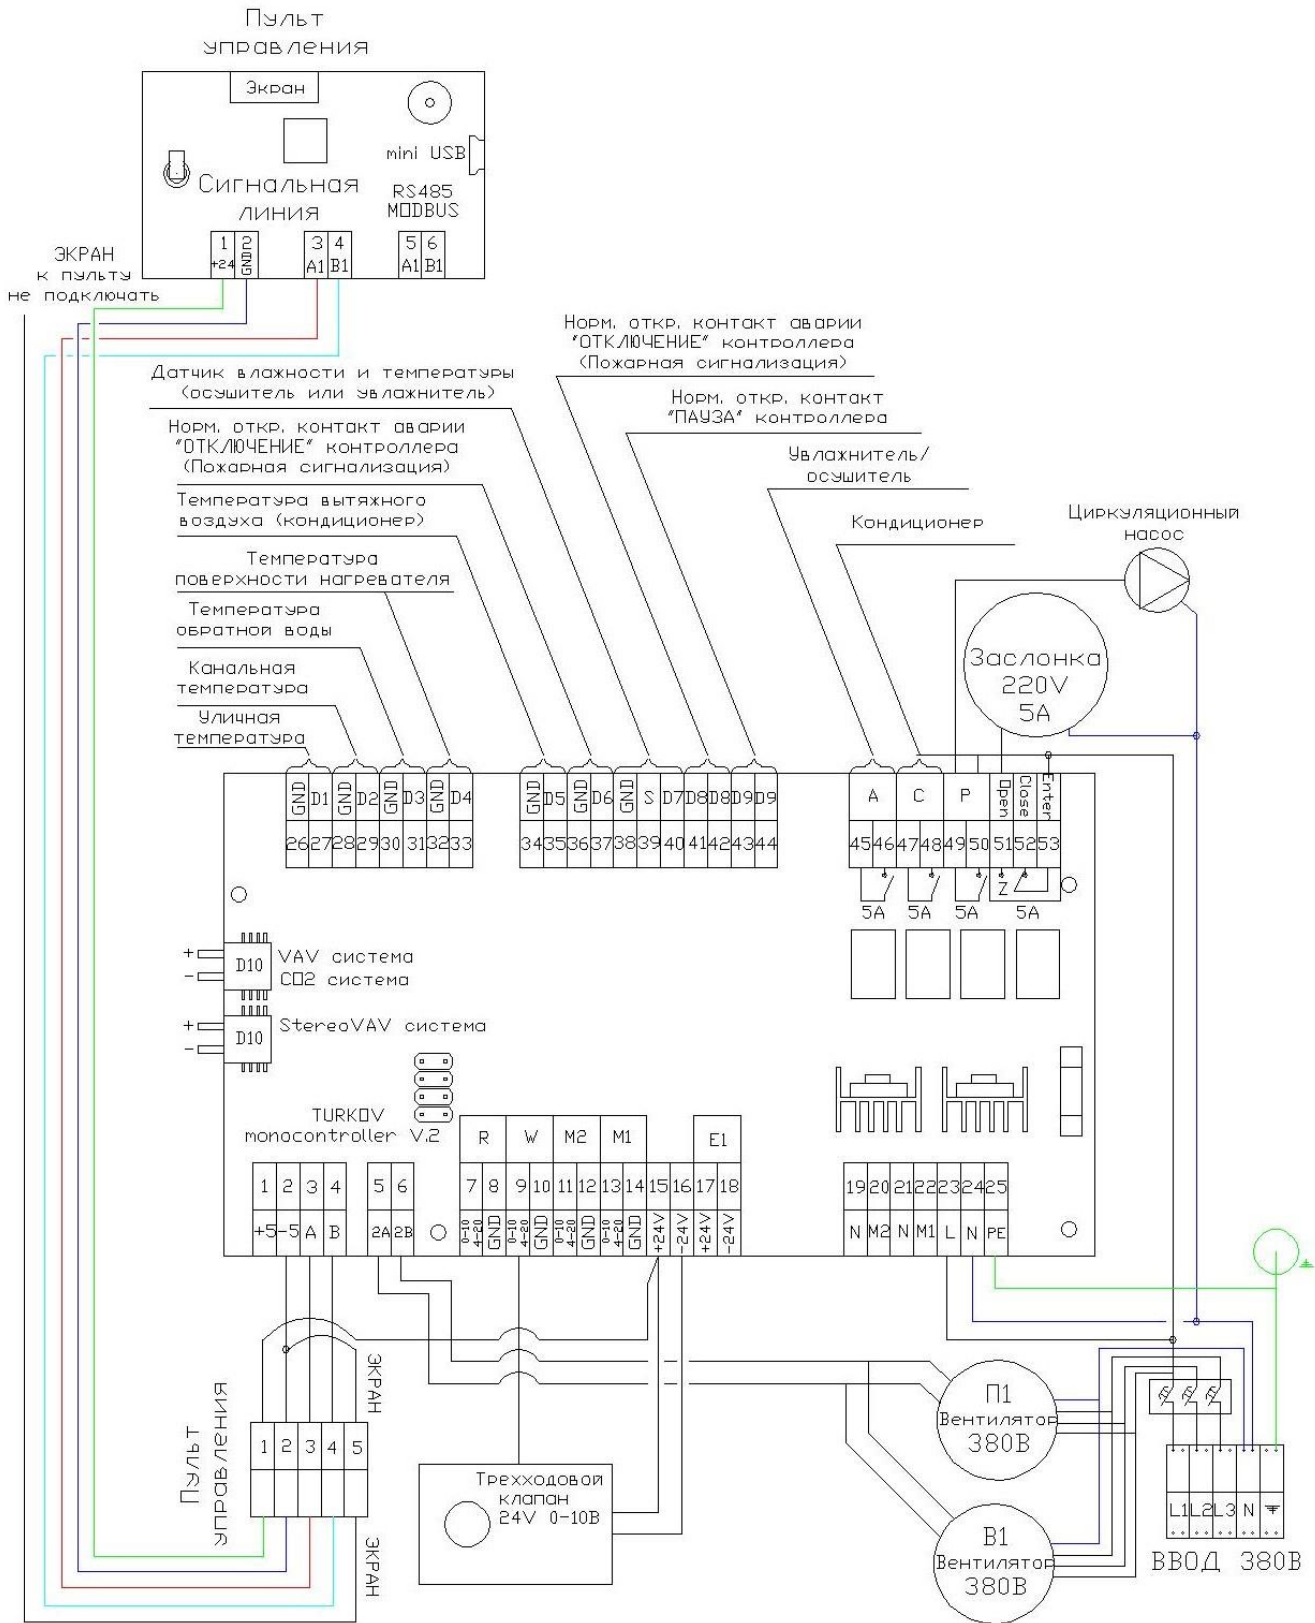 Пульт
управления
Экран
mini USB
Сигнальная
линия
RS485
MODBUS
1 2 3 4 5 6
+24 GND A1 B1 A1 B1
ЭКРАН
к пульту
не подключать
Норм. откр. контакт аварии
"ОТКЛЮЧЕНИЕ" контроллера
(Пожарная сигнализация)
Датчик влажности и температуры
(осушитель или увлажнитель)
Норм. откр. контакт
"ПАУЗА" контроллера
Норм. откр. контакт аварии
"ОТКЛЮЧЕНИЕ" контроллера
(Пожарная сигнализация)
Увлажнитель/
осушитель
Температура вытяжного
воздуха (кондиционер)
Кондиционер
Циркуляционный
насос
Температура
поверхности нагревателя
Температура
обратной воды
Заслонка
220V
5A
Канальная
температура
Уличная
температура
GND D1 GND D2 GND D3 GND D4 GND D5 GND D6 GND S D7 D8 D8 D9 D9 A C P Open Close Enter
26 27 28 29 30 31 32 33 34 35 36 37 38 39 40 41 42 43 44 45 46 47 48 49 50 51 52 53
Z
5A 5A 5A 5A
+
-
D10
VAV система
CO2 система
+
-
D10
StereoVAV система
TURKOV
monocontroller V.2
R W M2 M1 E1
1 2 3 4 5 6 7 8 9 10 11 12 13 14 15 16 17 18 19 20 21 22 23 24 25
+5 -5 A B 2A 2B 0-10 4-20 GND 0-10 4-20 GND 0-10 4-20 GND 0-10 4-20 GND +24V -24V +24V -24V N M2 N M1 L N PE
ЭКРАН
Пульт
управления
1 2 3 4 5
ЭКРАН
Трехходовой
клапан
24V 0-10В
П1
Вентилятор
380В
В1
Вентилятор
380В
L1 L2 L3 N
ВВОД 380В